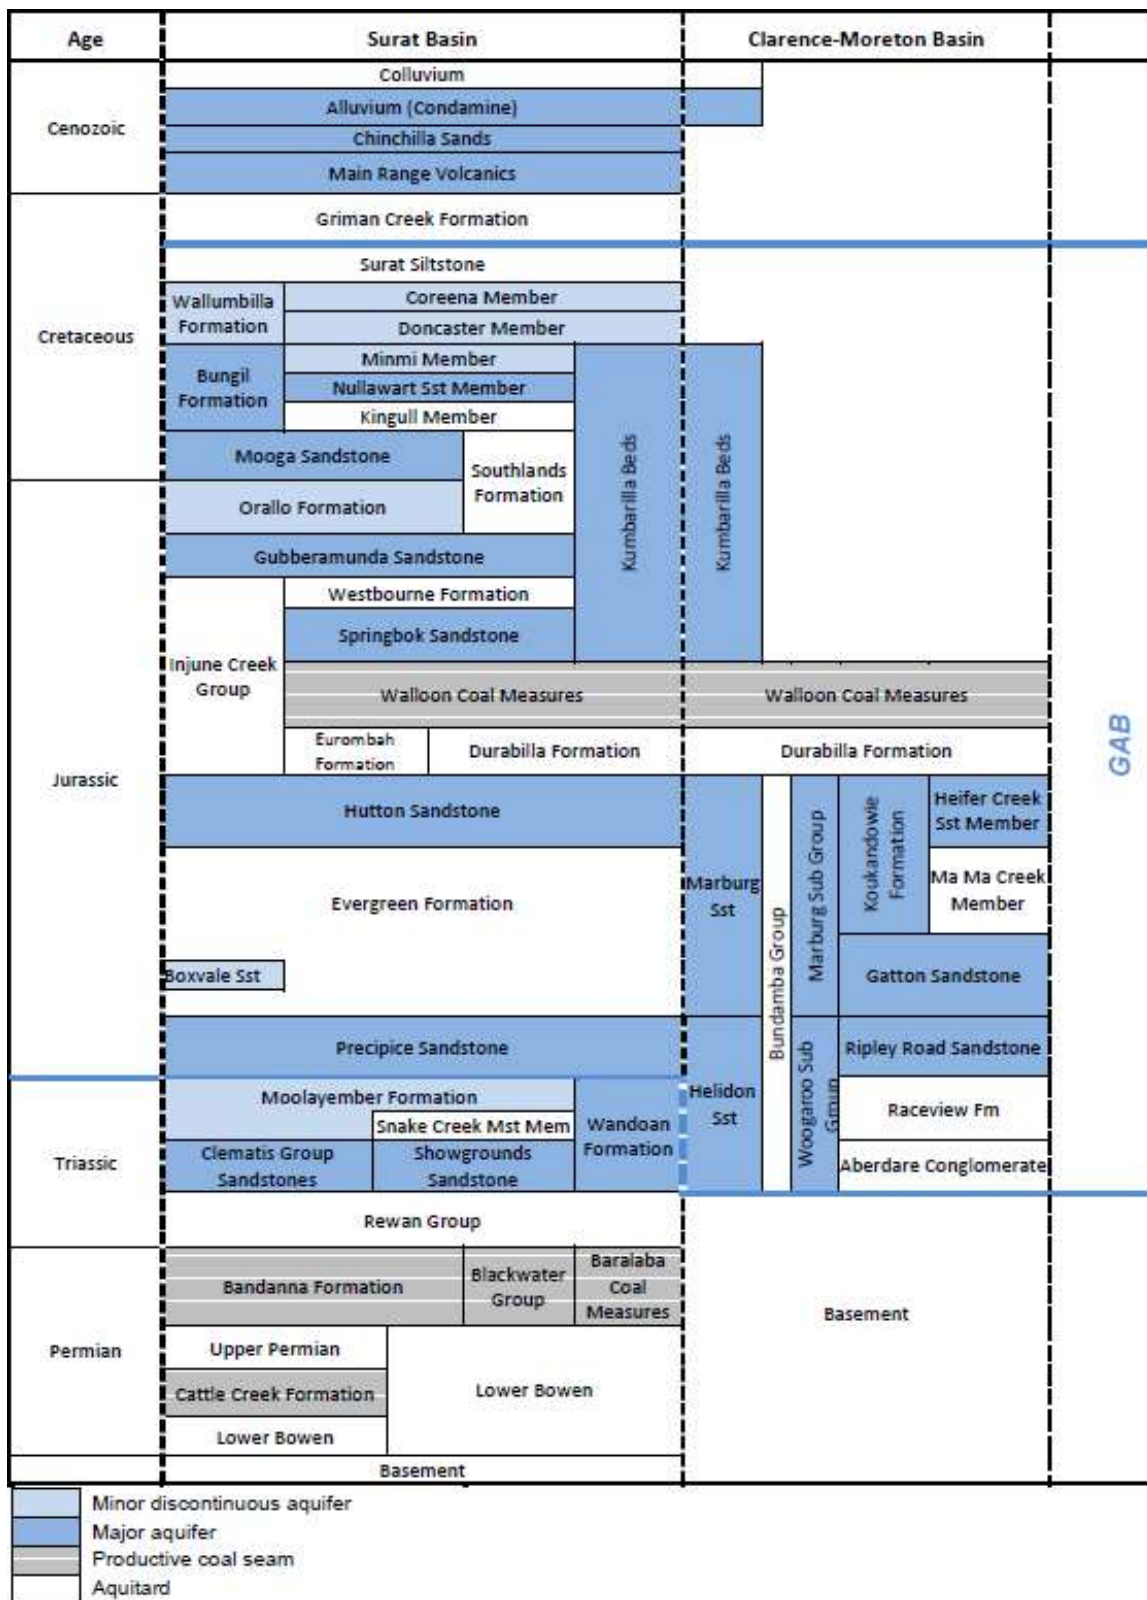 Age
Surat Basin
Clarence-Moreton Basin
Cenozoic
Colluvium
Alluvium (Condamine)
Chinchilla Sands
Main Range Volcanics
Cretaceous
Griman Creek Formation
Surat Siltstone
Wallumbilla
Formation
Coreena Member
Doncaster Member
Bungil
Formation
Minmi Member
Nullawart Sst Member
Kingull Member
Mooga Sandstone
Southlands
Formation
Kumbarilla Beds
Kumbarilla Beds
Jurassic
Orallo Formation
Gubberamunda Sandstone
Injune Creek
Group
Westbourne Formation
Springbok Sandstone
Walloon Coal Measures
Walloon Coal Measures
Eurombah
Formation
Durabilla Formation
Durabilla Formation
GAB
Hutton Sandstone
Evergreen Formation
Boxvale Sst
Precipice Sandstone
Marburg
Sst
Bundamba Group
Marburg Sub Group
Koukandowie
Formation
Heifer Creek
Sst Member
Ma Ma Creek
Member
Gatton Sandstone
Helidon
Sst
Woogaroo Sub
Group
Ripley Road Sandstone
Raceview Fm
Aberdare Conglomerate
Triassic
Moolayember Formation
Snake Creek Mst Mem
Wandoan
Formation
Clematis Group
Sandstones
Showgrounds
Sandstone
Rewan Group
Permian
Bandanna Formation
Blackwater
Group
Baralaba
Coal
Measures
Upper Permian
Cattle Creek Formation
Lower Bowen
Lower Bowen
Basement
Basement
Minor discontinuous aquifer
Major aquifer
Productive coal seam
Aquitard